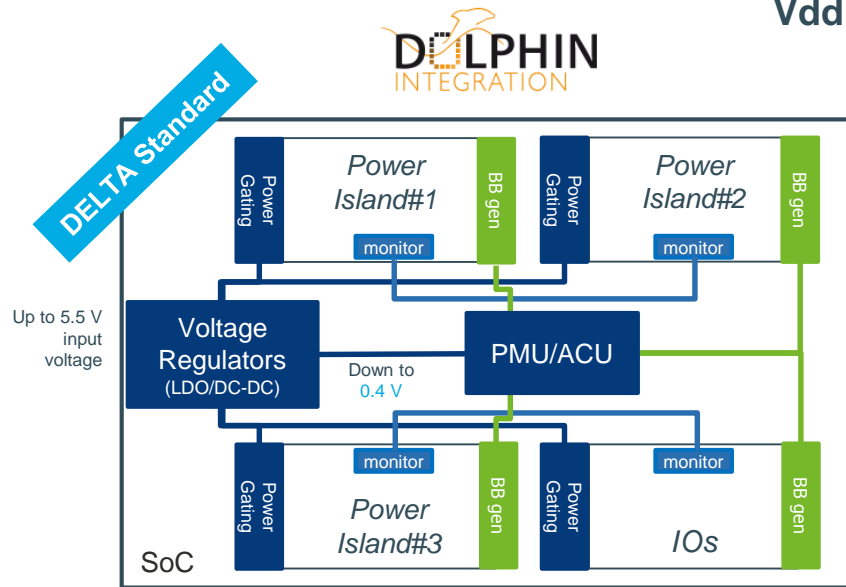 Vdd
DOLPHIN
INTEGRATION
DELTA Standard
Power
Gating
Power
Island#1
BB gen
monitor
Power
Gating
Power
Island#2
BB gen
monitor
Up to 5.5 V
input
voltage
Voltage
Regulators
(LDO/DC-DC)
Down to
0.4 V
PMU/ACU
Power
Gating
monitor
Power
Island#3
BB gen
Power
Gating
monitor
IOs
BB gen
SoC